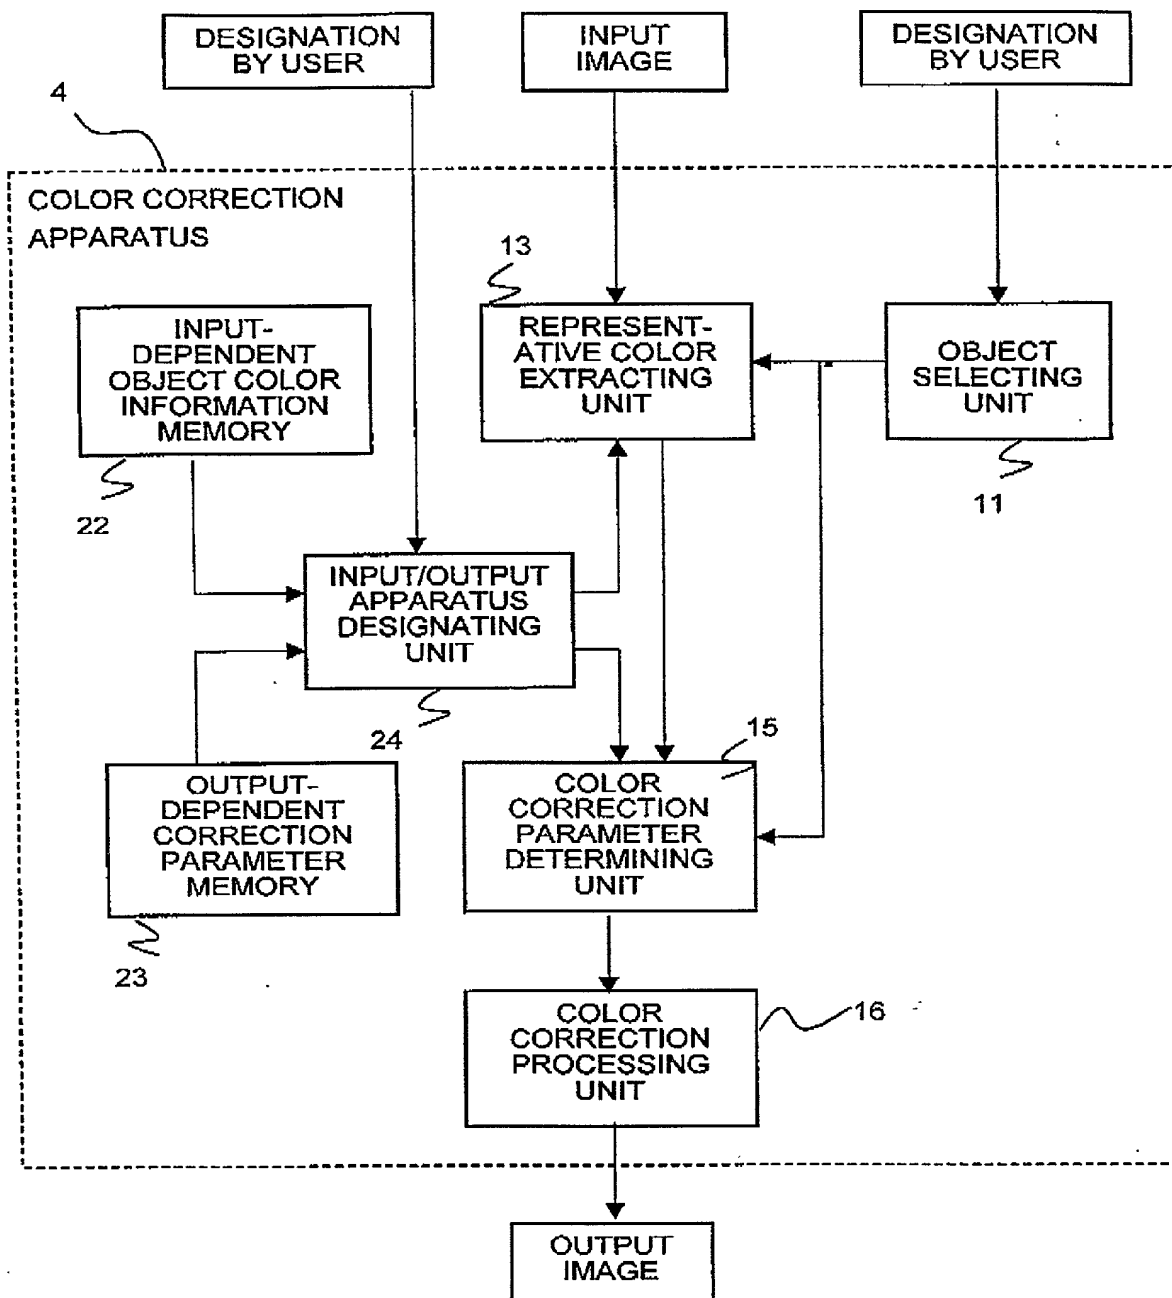 DESIGNATION
BY USER
INPUT
IMAGE
DESIGNATION
BY USER
4
COLOR CORRECTION
APPARATUS
13
INPUT-
DEPENDENT
OBJECT COLOR
INFORMATION
MEMORY
REPRESENT-
ATIVE COLOR
EXTRACTING
UNIT
OBJECT
SELECTING
UNIT
22
11
INPUT/OUTPUT
APPARATUS
DESIGNATING
UNIT
24
15
OUTPUT-
DEPENDENT
CORRECTION
PARAMETER
MEMORY
COLOR
CORRECTION
PARAMETER
DETERMINING
UNIT
23
COLOR
CORRECTION
PROCESSING
UNIT
16
OUTPUT
IMAGE